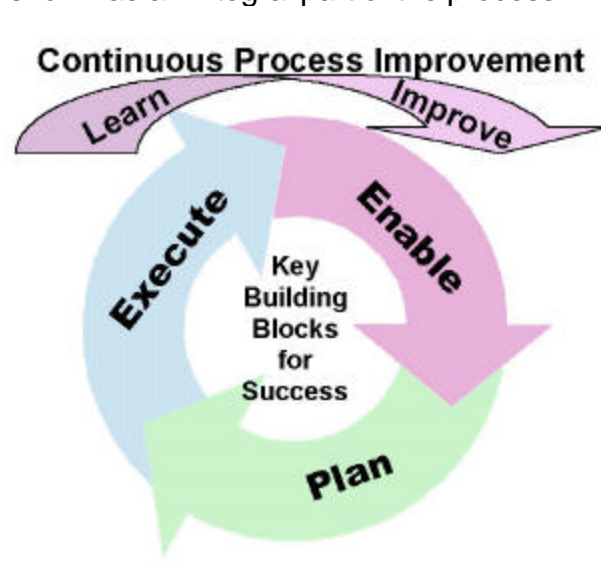 Continuous Process Improvement
Learn
Improve
Execute
Enable
Key
Building
Blocks
for
Success
Plan